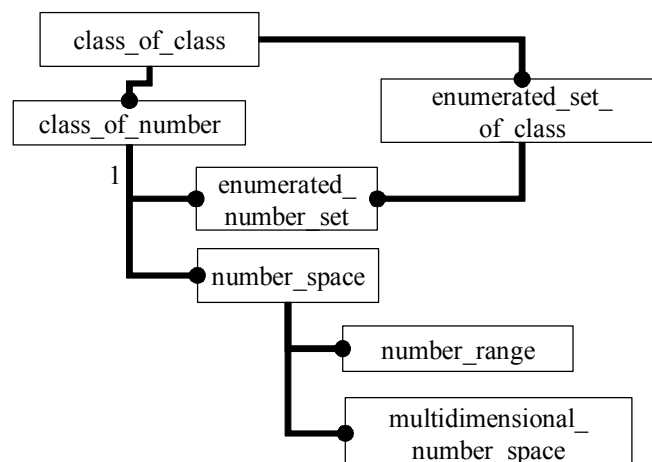 class_of_class
class_of_number
enumerated_set_
of_class
1
enumerated_
number_set
number_space
number_range
multidimensional_
number_space